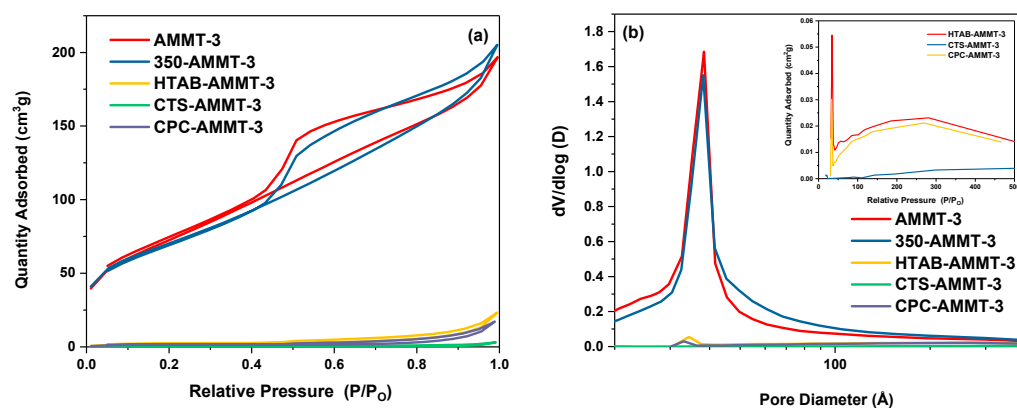 (a)
AMMT-3
350-AMMT-3
HTAB-AMMT-3
CTS-AMMT-3
CPC-AMMT-3
Quantity Adsorbed (cm³g)
200
150
100
50
0
0.0 0.2 0.4 0.6 0.8 1.0
Relative Pressure (P/PO)
(b)
dV/dlog (D)
1.8
1.6
1.4
1.2
1.0
0.8
0.6
0.4
0.2
0.0
100
Pore Diameter (Å)
HTAB-AMMT-3
CTS-AMMT-3
CPC-AMMT-3
Quantity Adsorbed (cm³g)
0.06
0.05
0.04
0.03
0.02
0.01
0.00
0 100 200 300 400 500
Relative Pressure (P/PO)
AMMT-3
350-AMMT-3
HTAB-AMMT-3
CTS-AMMT-3
CPC-AMMT-3